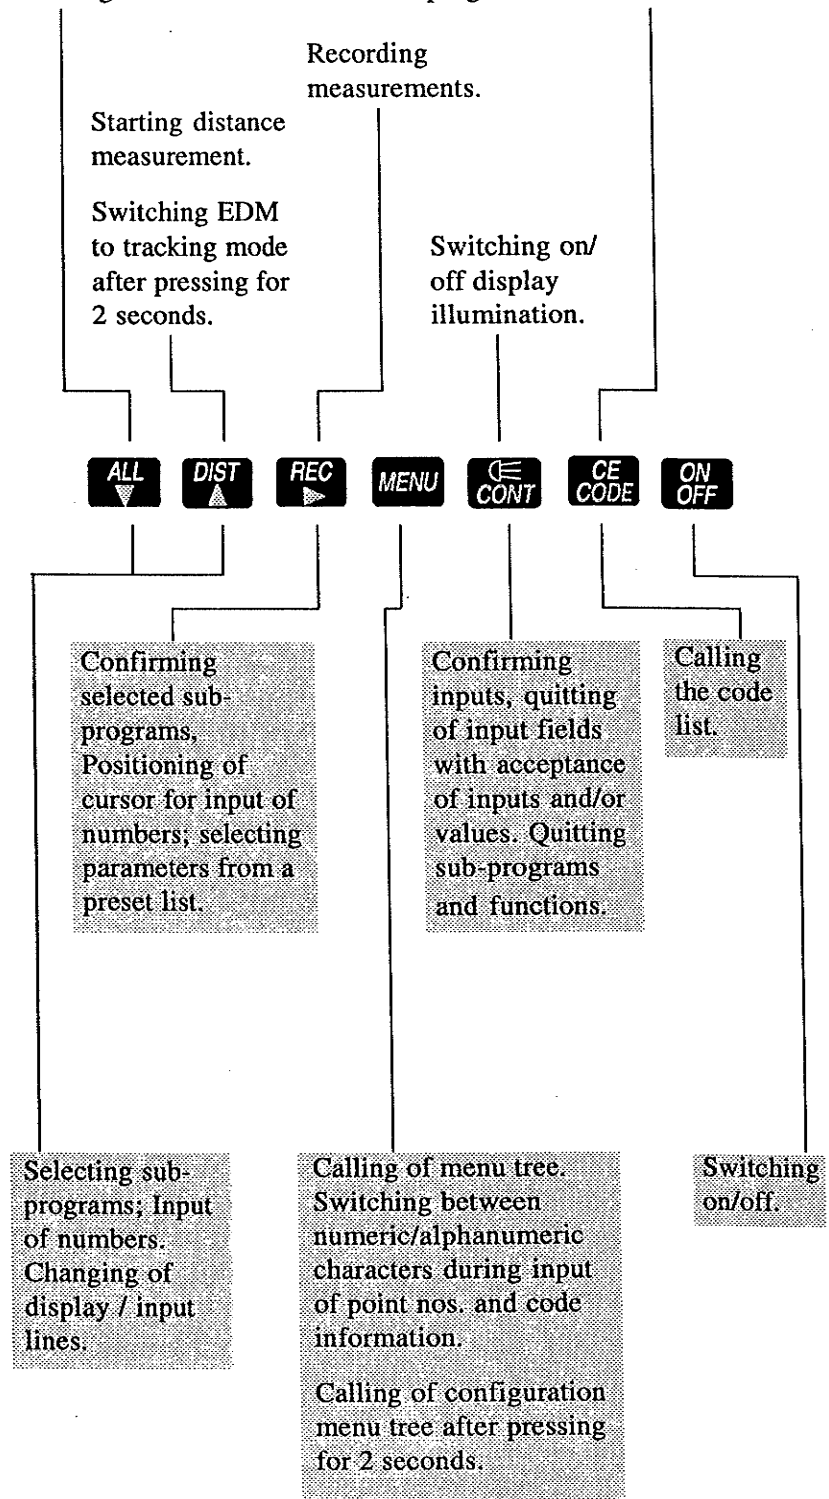 Recording
measurements.
Starting distance
measurement.
Switching EDM
to tracking mode
after pressing for
2 seconds.
Switching on/
off display
illumination.
ALL
DIST
REC
MENU
CONT
CE
CODE
ON
OFF
Confirming
selected sub-
programs,
Positioning of
cursor for input of
numbers; selecting
parameters from a
preset list.
Confirming
inputs, quitting
of input fields
with acceptance
of inputs and/or
values. Quitting
sub-programs
and functions.
Calling
the code
list.
Selecting sub-
programs; Input
of numbers.
Changing of
display / input
lines.
Calling of menu tree.
Switching between
numeric/alphanumeric
characters during input
of point nos. and code
information.
Calling of configuration
menu tree after pressing
for 2 seconds.
Switching
on/off.